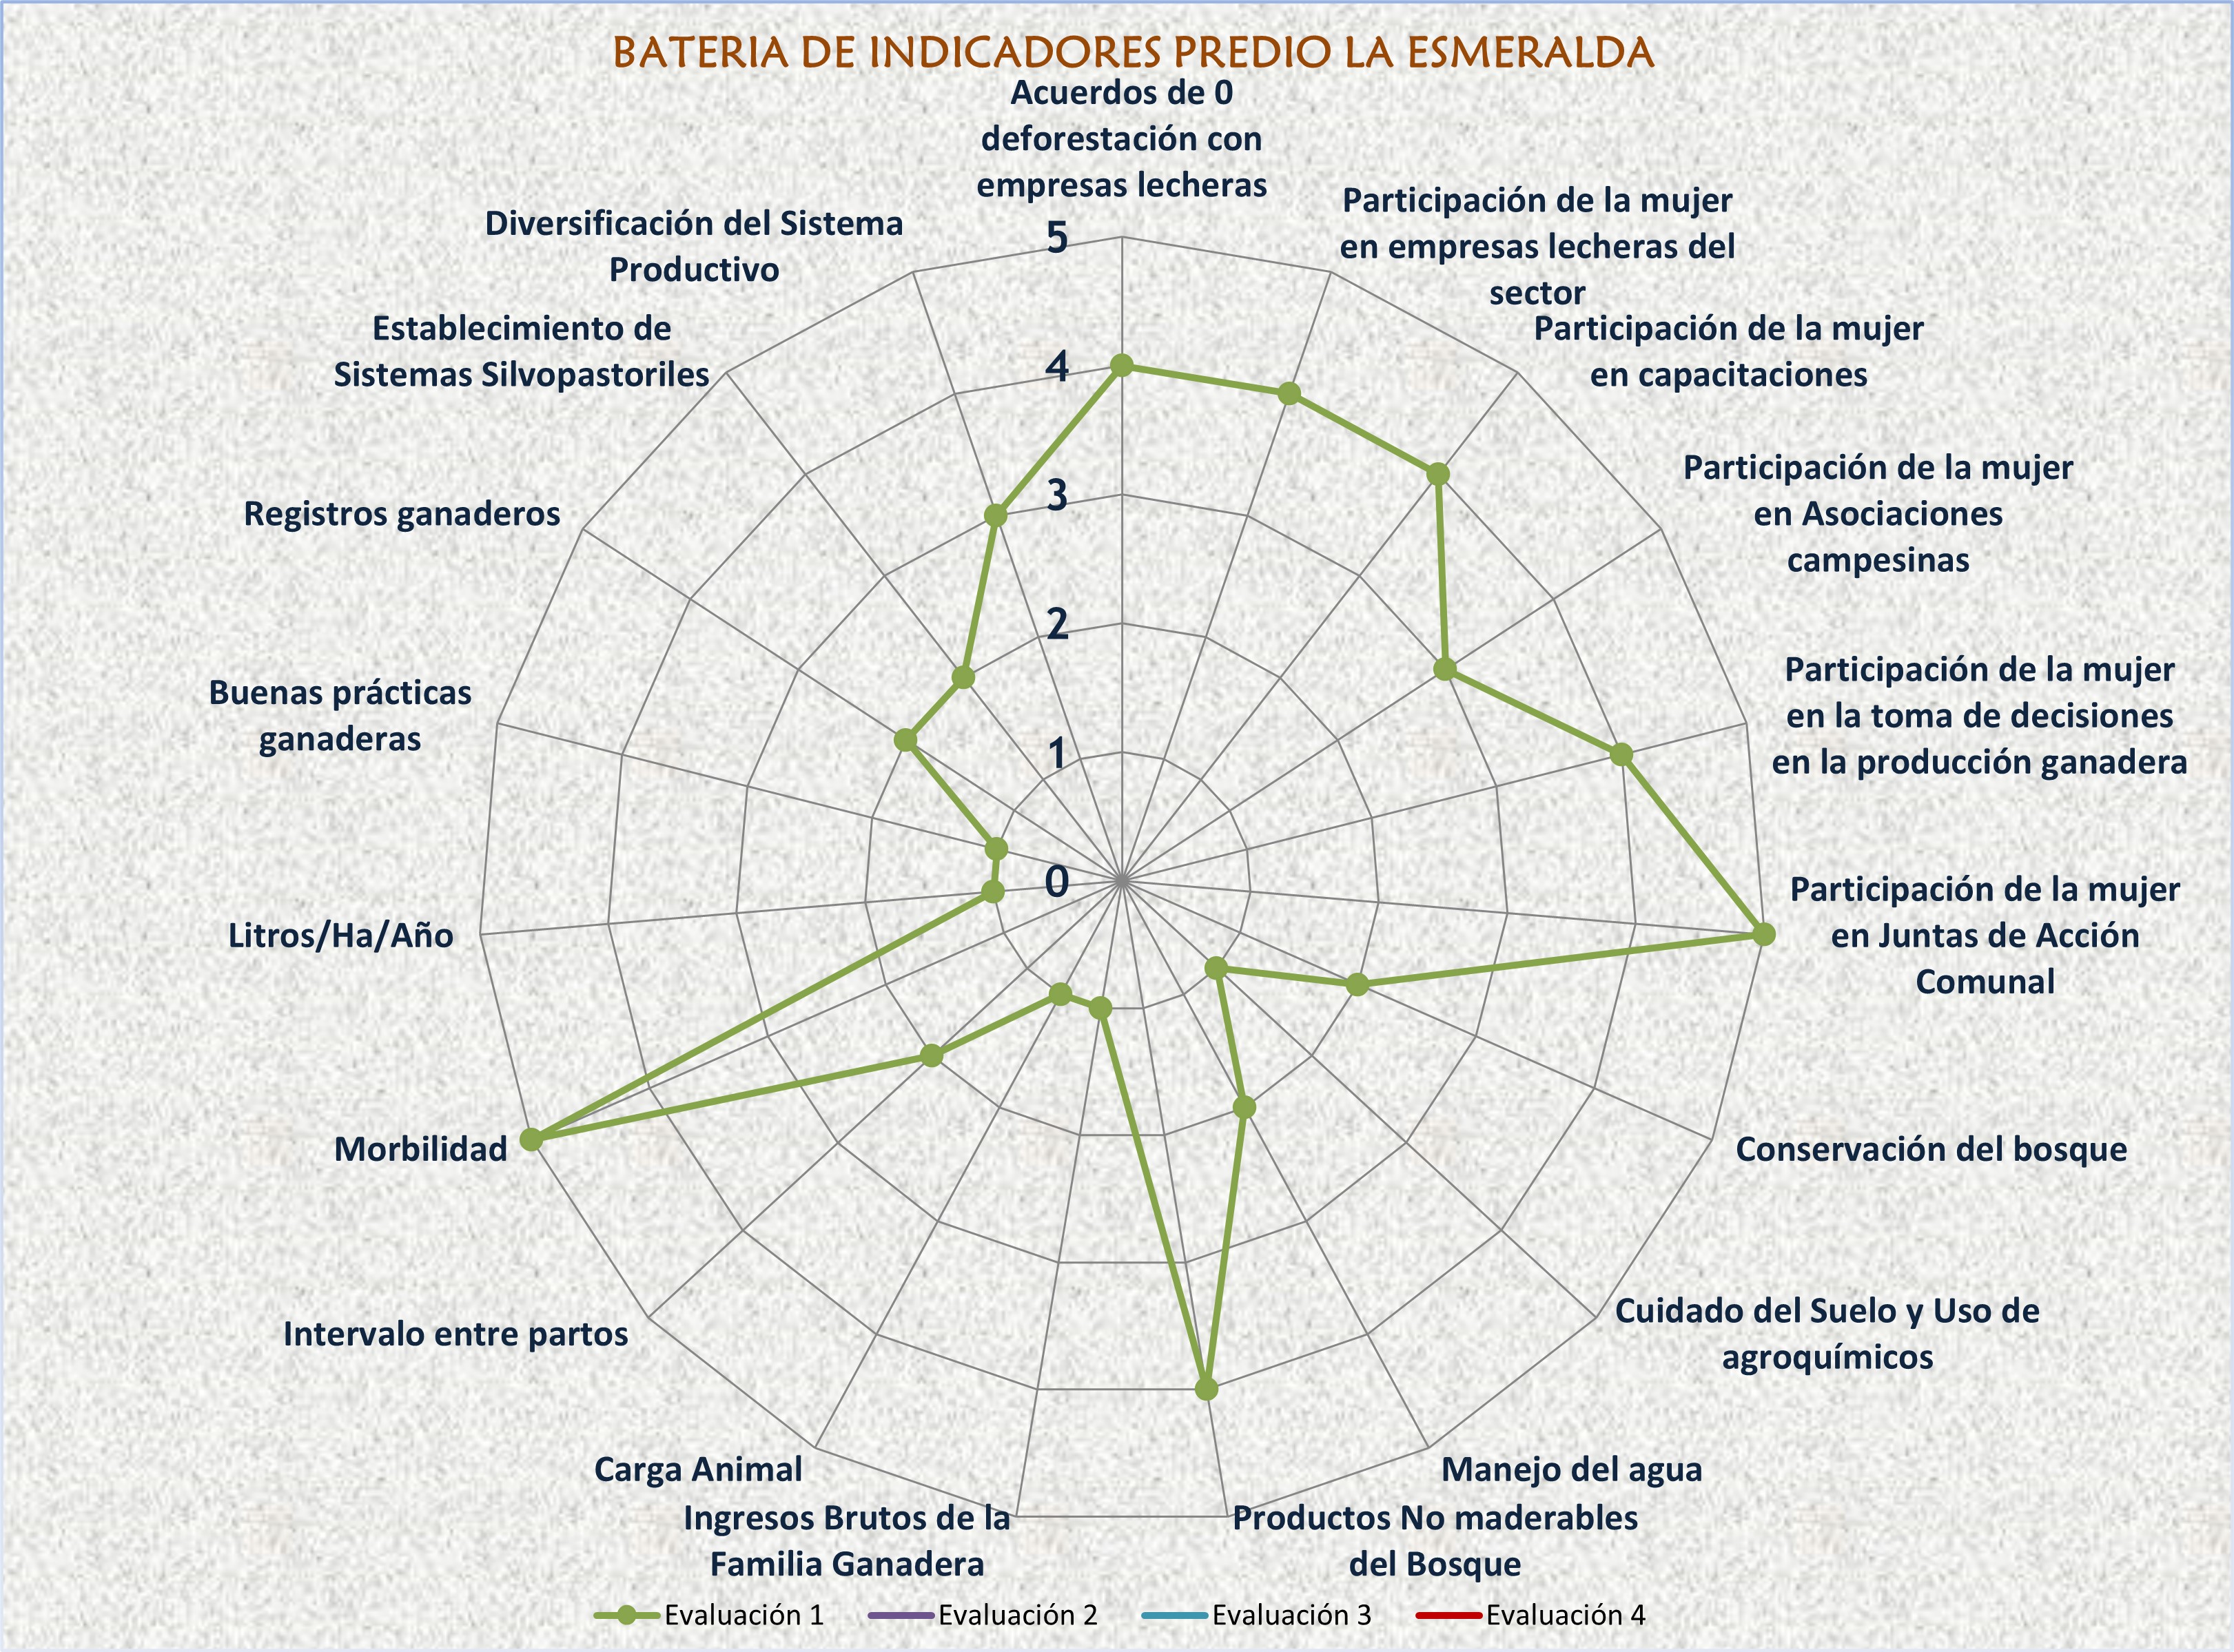 BATERIA DE INDICADORES PREDIO LA ESMERALDA
Acuerdos de 0
deforestación con
empresas lecheras
Participación de la mujer
en empresas lecheras del
sector
Participación de la mujer
en capacitaciones
Participación de la mujer
en Asociaciones
campesinas
Participación de la mujer
en la toma de decisiones
en la producción ganadera
Participación de la mujer
en Juntas de Acción
Comunal
Conservación del bosque
Cuidado del Suelo y Uso de
agroquímicos
Manejo del agua
Productos No maderables
del Bosque
Ingresos Brutos de la
Familia Ganadera
Carga Animal
Intervalo entre partos
Morbilidad
Litros/Ha/Año
Buenas prácticas
ganaderas
Registros ganaderos
Establecimiento de
Sistemas Silvopastoriles
Diversificación del Sistema
Productivo
5
4
3
2
1
0
Evaluación 1
Evaluación 2
Evaluación 3
Evaluación 4